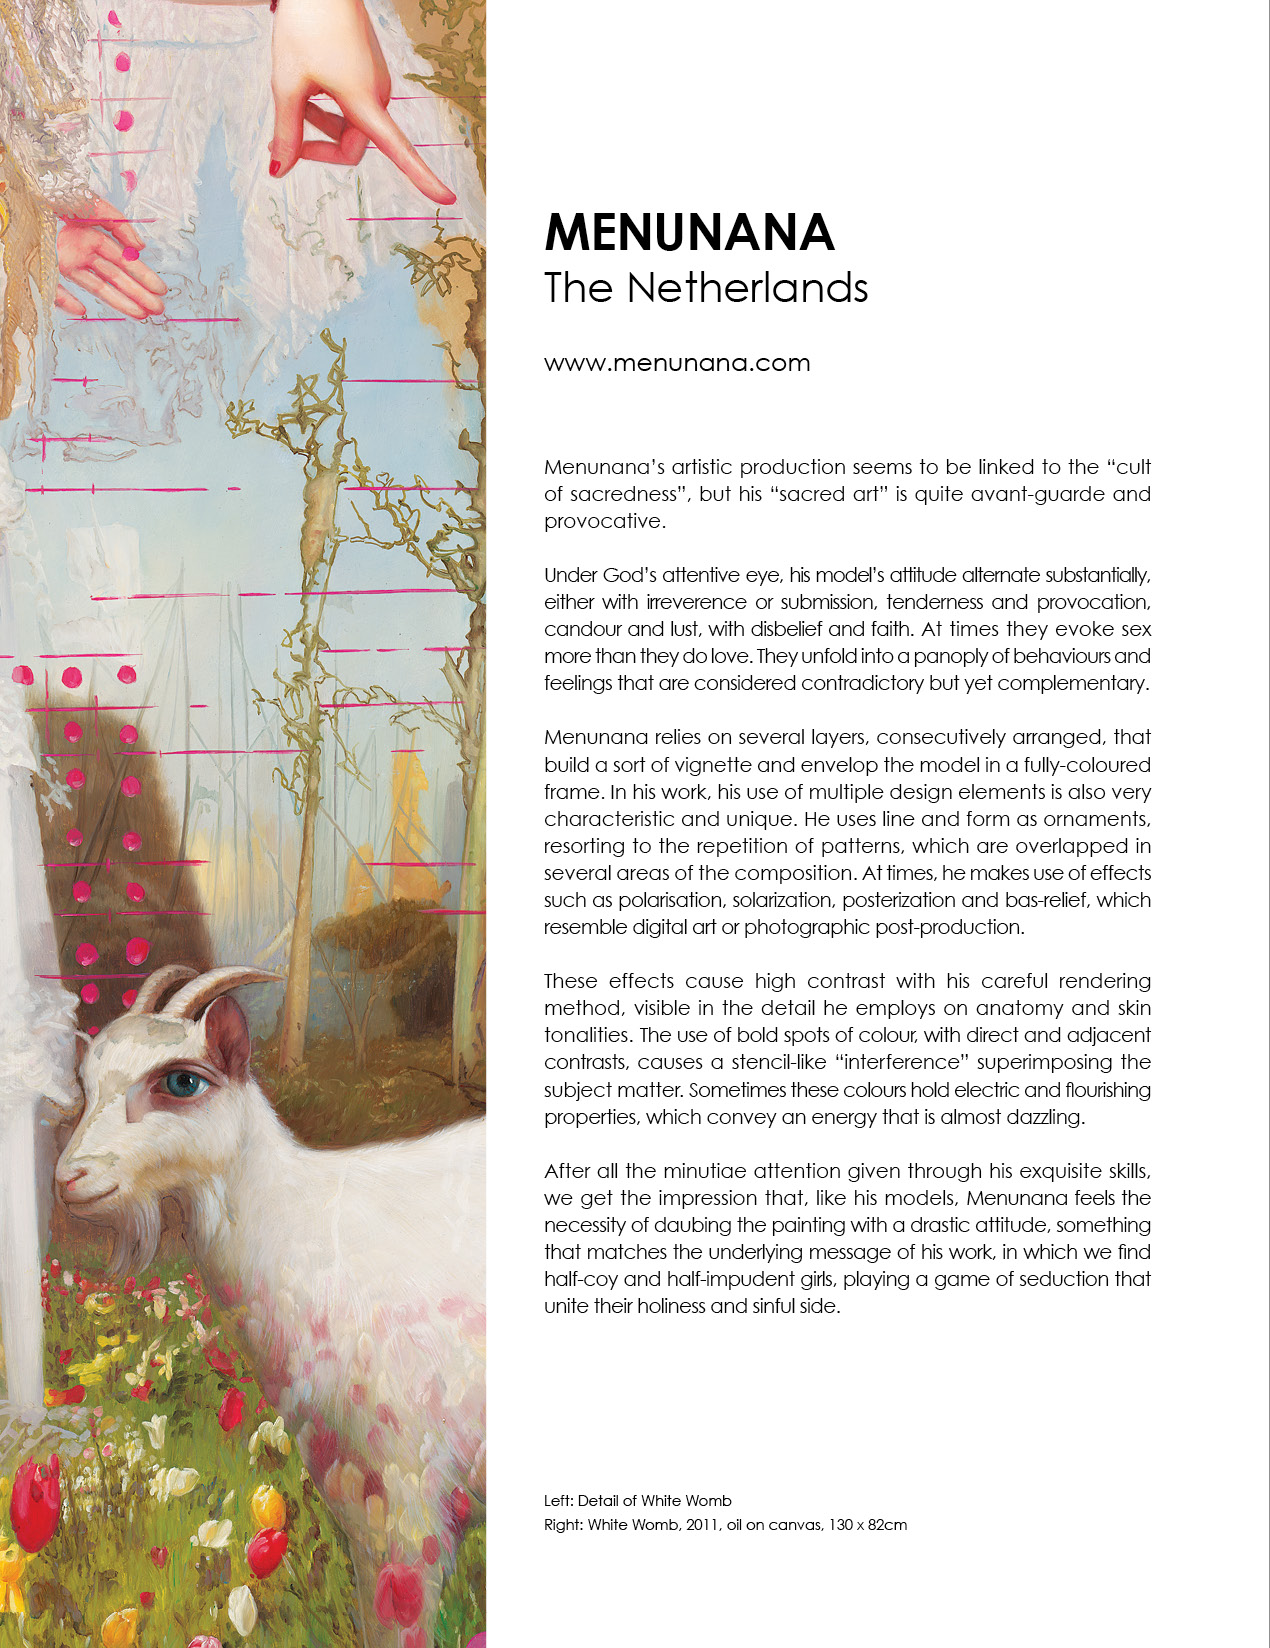 MENUNANA
The Netherlands
www.menunana.com
Menunana’s artistic production seems to be linked to the “cult
of sacredness”, but his “sacred art” is quite avant-guarde and
provocative.
Under God’s attentive eye, his model’s attitude alternate substantially,
either with irreverence or submission, tenderness and provocation,
candour and lust, with disbelief and faith. At times they evoke sex
more than they do love. They unfold into a panoply of behaviours and
feelings that are considered contradictory but yet complementary.
Menunana relies on several layers, consecutively arranged, that
build a sort of vignette and envelop the model in a fully-coloured
frame. In his work, his use of multiple design elements is also very
characteristic and unique. He uses line and form as ornaments,
resorting to the repetition of patterns, which are overlapped in
several areas of the composition. At times, he makes use of effects
such as polarisation, solarization, posterization and bas-relief, which
resemble digital art or photographic post-production.
These effects cause high contrast with his careful rendering
method, visible in the detail he employs on anatomy and skin
tonalities. The use of bold spots of colour, with direct and adjacent
contrasts, causes a stencil-like “interference” superimposing the
subject matter. Sometimes these colours hold electric and flourishing
properties, which convey an energy that is almost dazzling.
After all the minutiae attention given through his exquisite skills,
we get the impression that, like his models, Menunana feels the
necessity of daubing the painting with a drastic attitude, something
that matches the underlying message of his work, in which we find
half-coy and half-impudent girls, playing a game of seduction that
unite their holiness and sinful side.
Left: Detail of White Womb
Right: White Womb, 2011, oil on canvas, 130 x 82cm